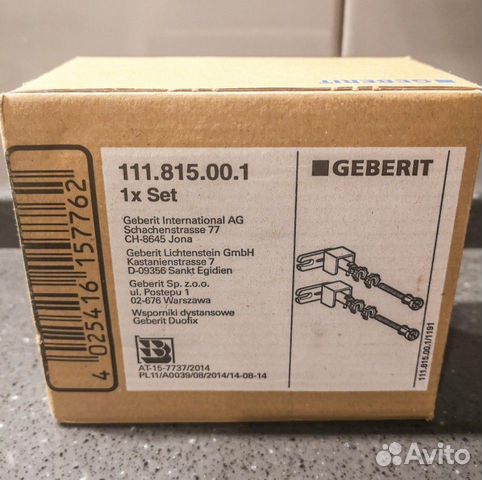 GEBERIT
111.815.00.1
1x Set
GEBERIT
Geberit International AG
Schachenstrasse 77
CH-8645 Jona
Geberit Lichtenstein GmbH
Kastanienstrasse 7
D-09356 Sankt Egidien
Geberit Sp. z.o.o.
ul. Postepu 1
02-676 Warszawa
Wsporniki dystansowe
Geberit Duofix
B
AT-15-7737/2014
PL11/A0039/08/2014/14-08-14
4 025416 157762
111.815.00.1/1191
Avito